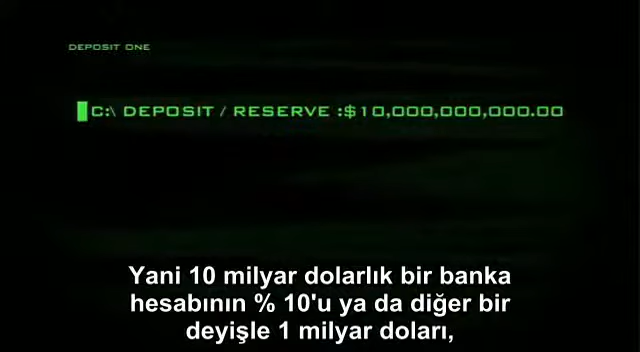 DEPOSIT ONE
C:\ DEPOSIT / RESERVE :$10,000,000,000.00
Yani 10 milyar dolarlık bir banka
hesabının % 10'u ya da diğer bir
deyişle 1 milyar doları,